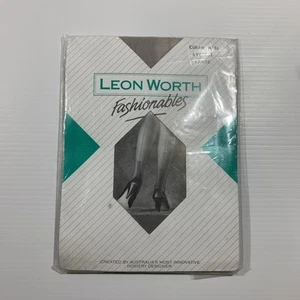 LEON WORTH
Fashionables
CREATED BY AUSTRALIA'S MOST INNOVATIVE
HOSIERY DESIGNER